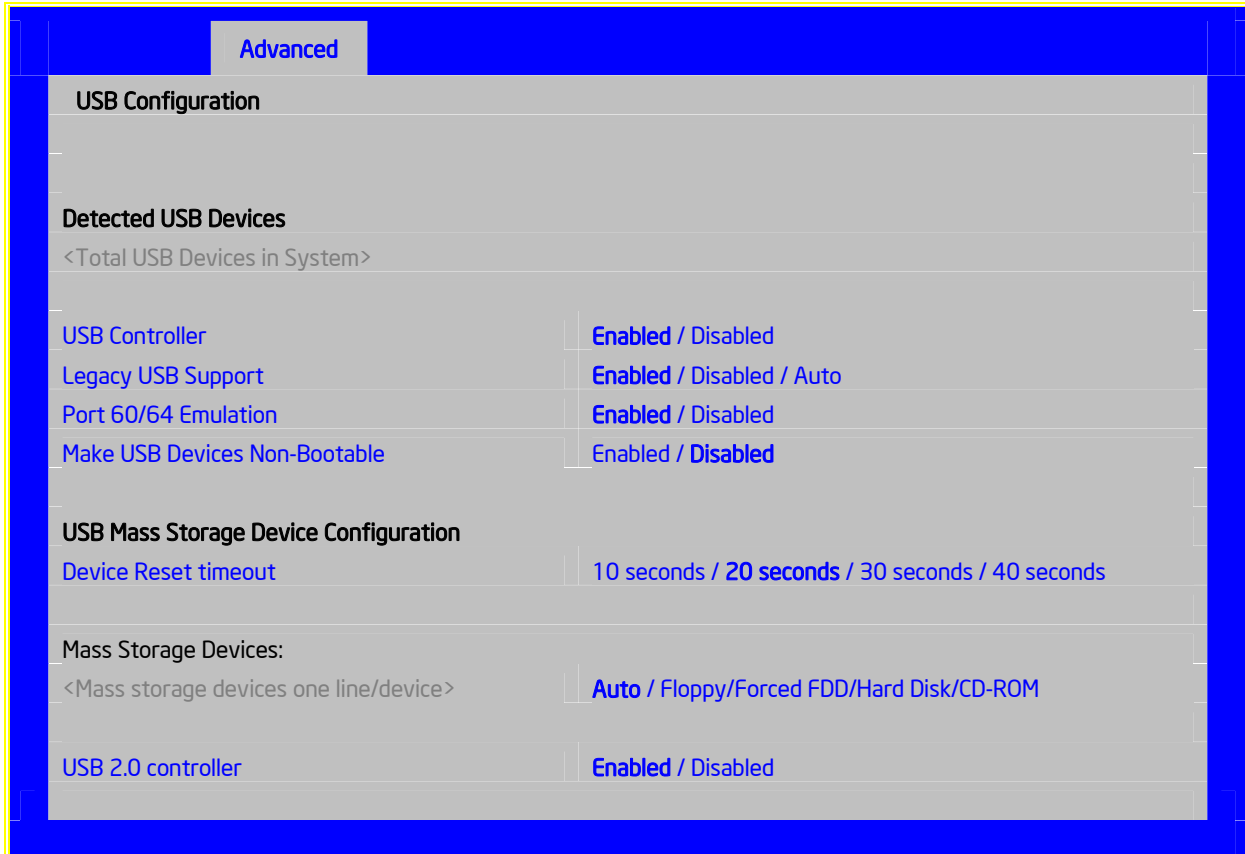 Advanced
USB Configuration
Detected USB Devices
<Total USB Devices in System>
USB Controller Enabled / Disabled
Legacy USB Support Enabled / Disabled / Auto
Port 60/64 Emulation Enabled / Disabled
Make USB Devices Non-Bootable Enabled / Disabled
USB Mass Storage Device Configuration
Device Reset timeout 10 seconds / 20 seconds / 30 seconds / 40 seconds
Mass Storage Devices:
<Mass storage devices one line/device> Auto / Floppy/Forced FDD/Hard Disk/CD-ROM
USB 2.0 controller Enabled / Disabled